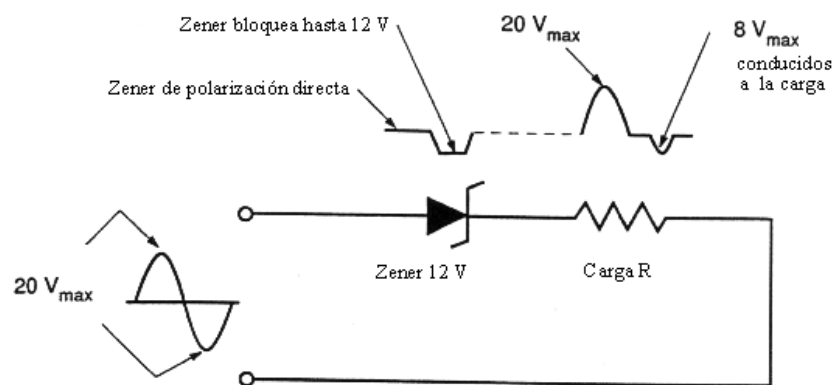 Zener bloquea hasta 12 V
20 Vmax
8 Vmax
conducidos
a la carga
Zener de polarización directa
Zener 12 V
Carga R
20 Vmax